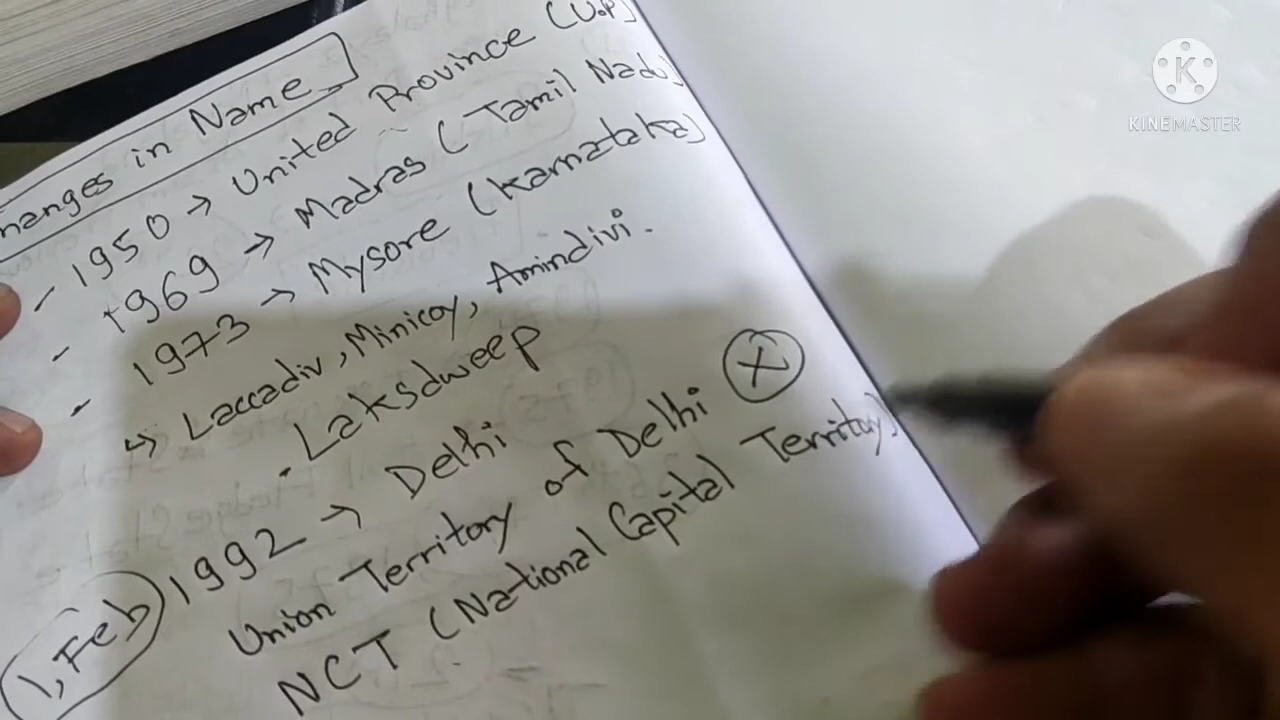 hanges in Name
- 1950 → United Province (U.P)
- 1969 → Madras (Tamil Nadu)
- 1973 → Mysore (Karnataka)
↳ Laccadiv, Minicoy, Amindivi.
. Laksdweep
1, Feb 1992 → Delhi
Union Territory of Delhi X
NCT (National Capital Territory)
K
KINEMASTER